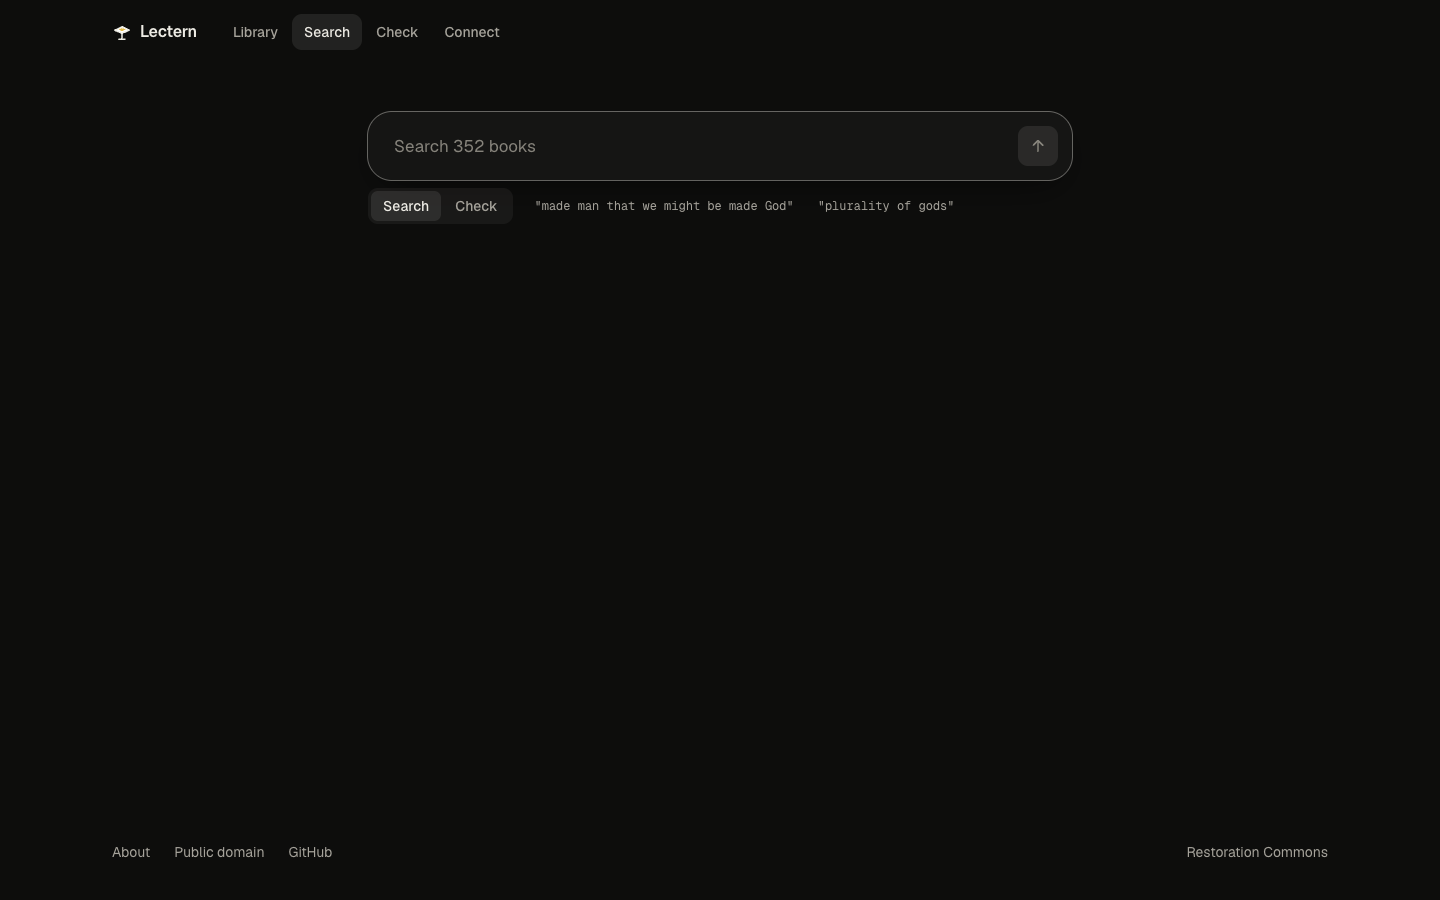 Lectern Library Search Check Connect
Search 352 books
Search Check "made man that we might be made God" "plurality of gods"
About Public domain GitHub Restoration Commons